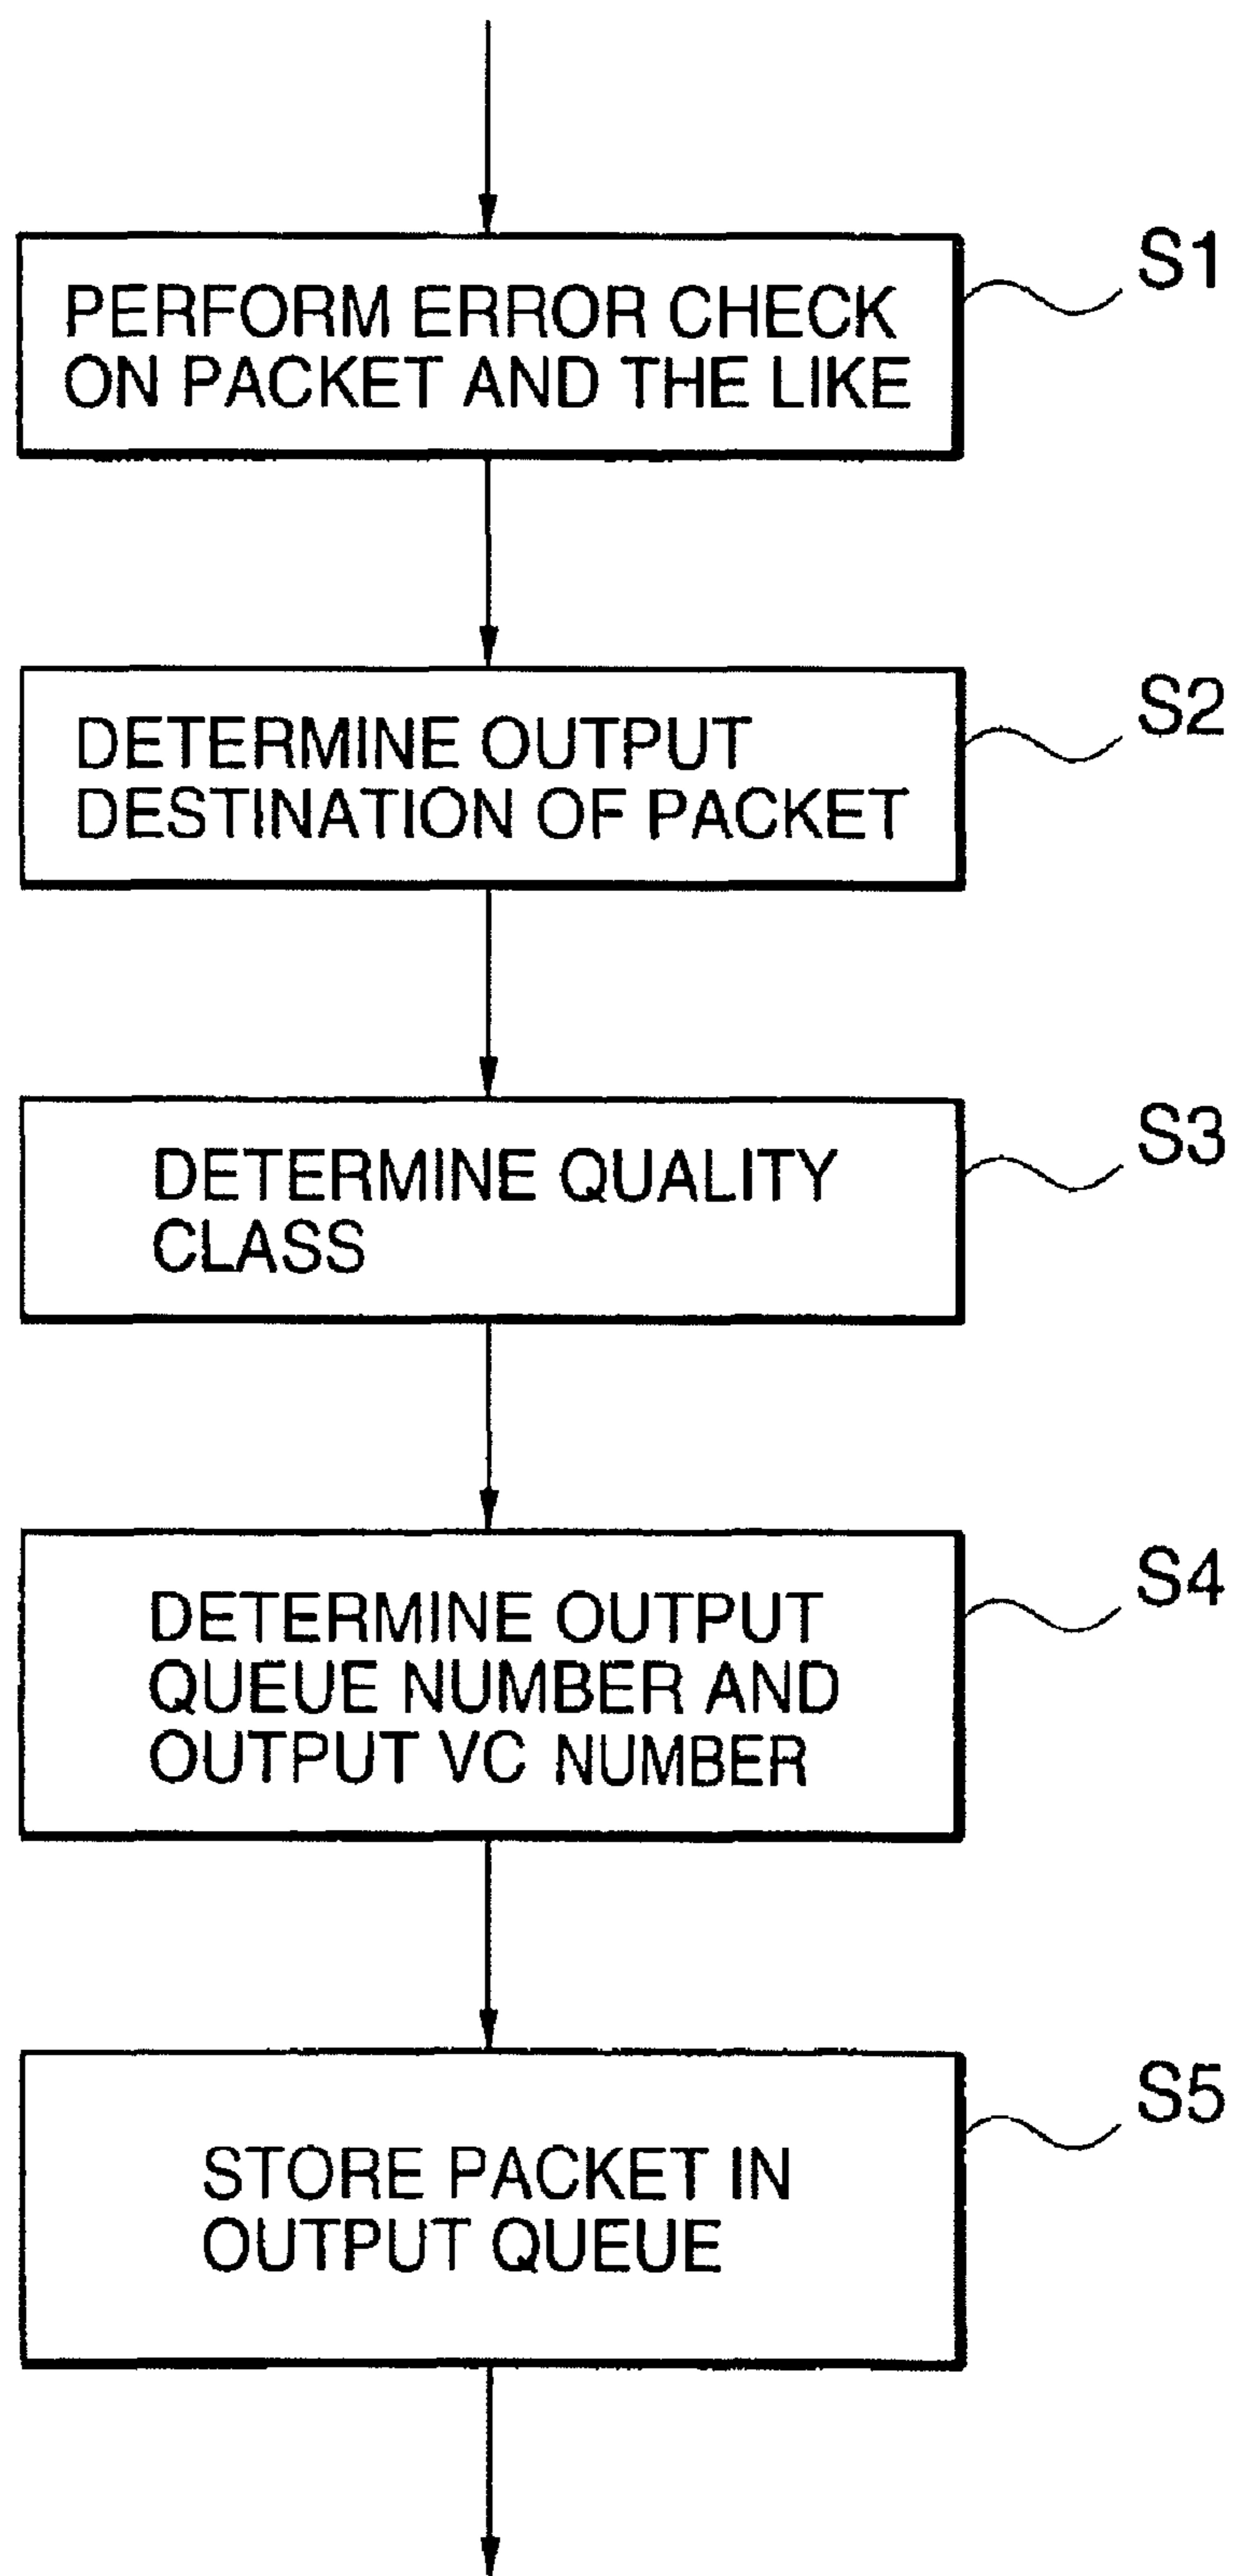 S1
PERFORM ERROR CHECK
ON PACKET AND THE LIKE
S2
DETERMINE OUTPUT
DESTINATION OF PACKET
S3
DETERMINE QUALITY
CLASS
S4
DETERMINE OUTPUT
QUEUE NUMBER AND
OUTPUT VC NUMBER
S5
STORE PACKET IN
OUTPUT QUEUE